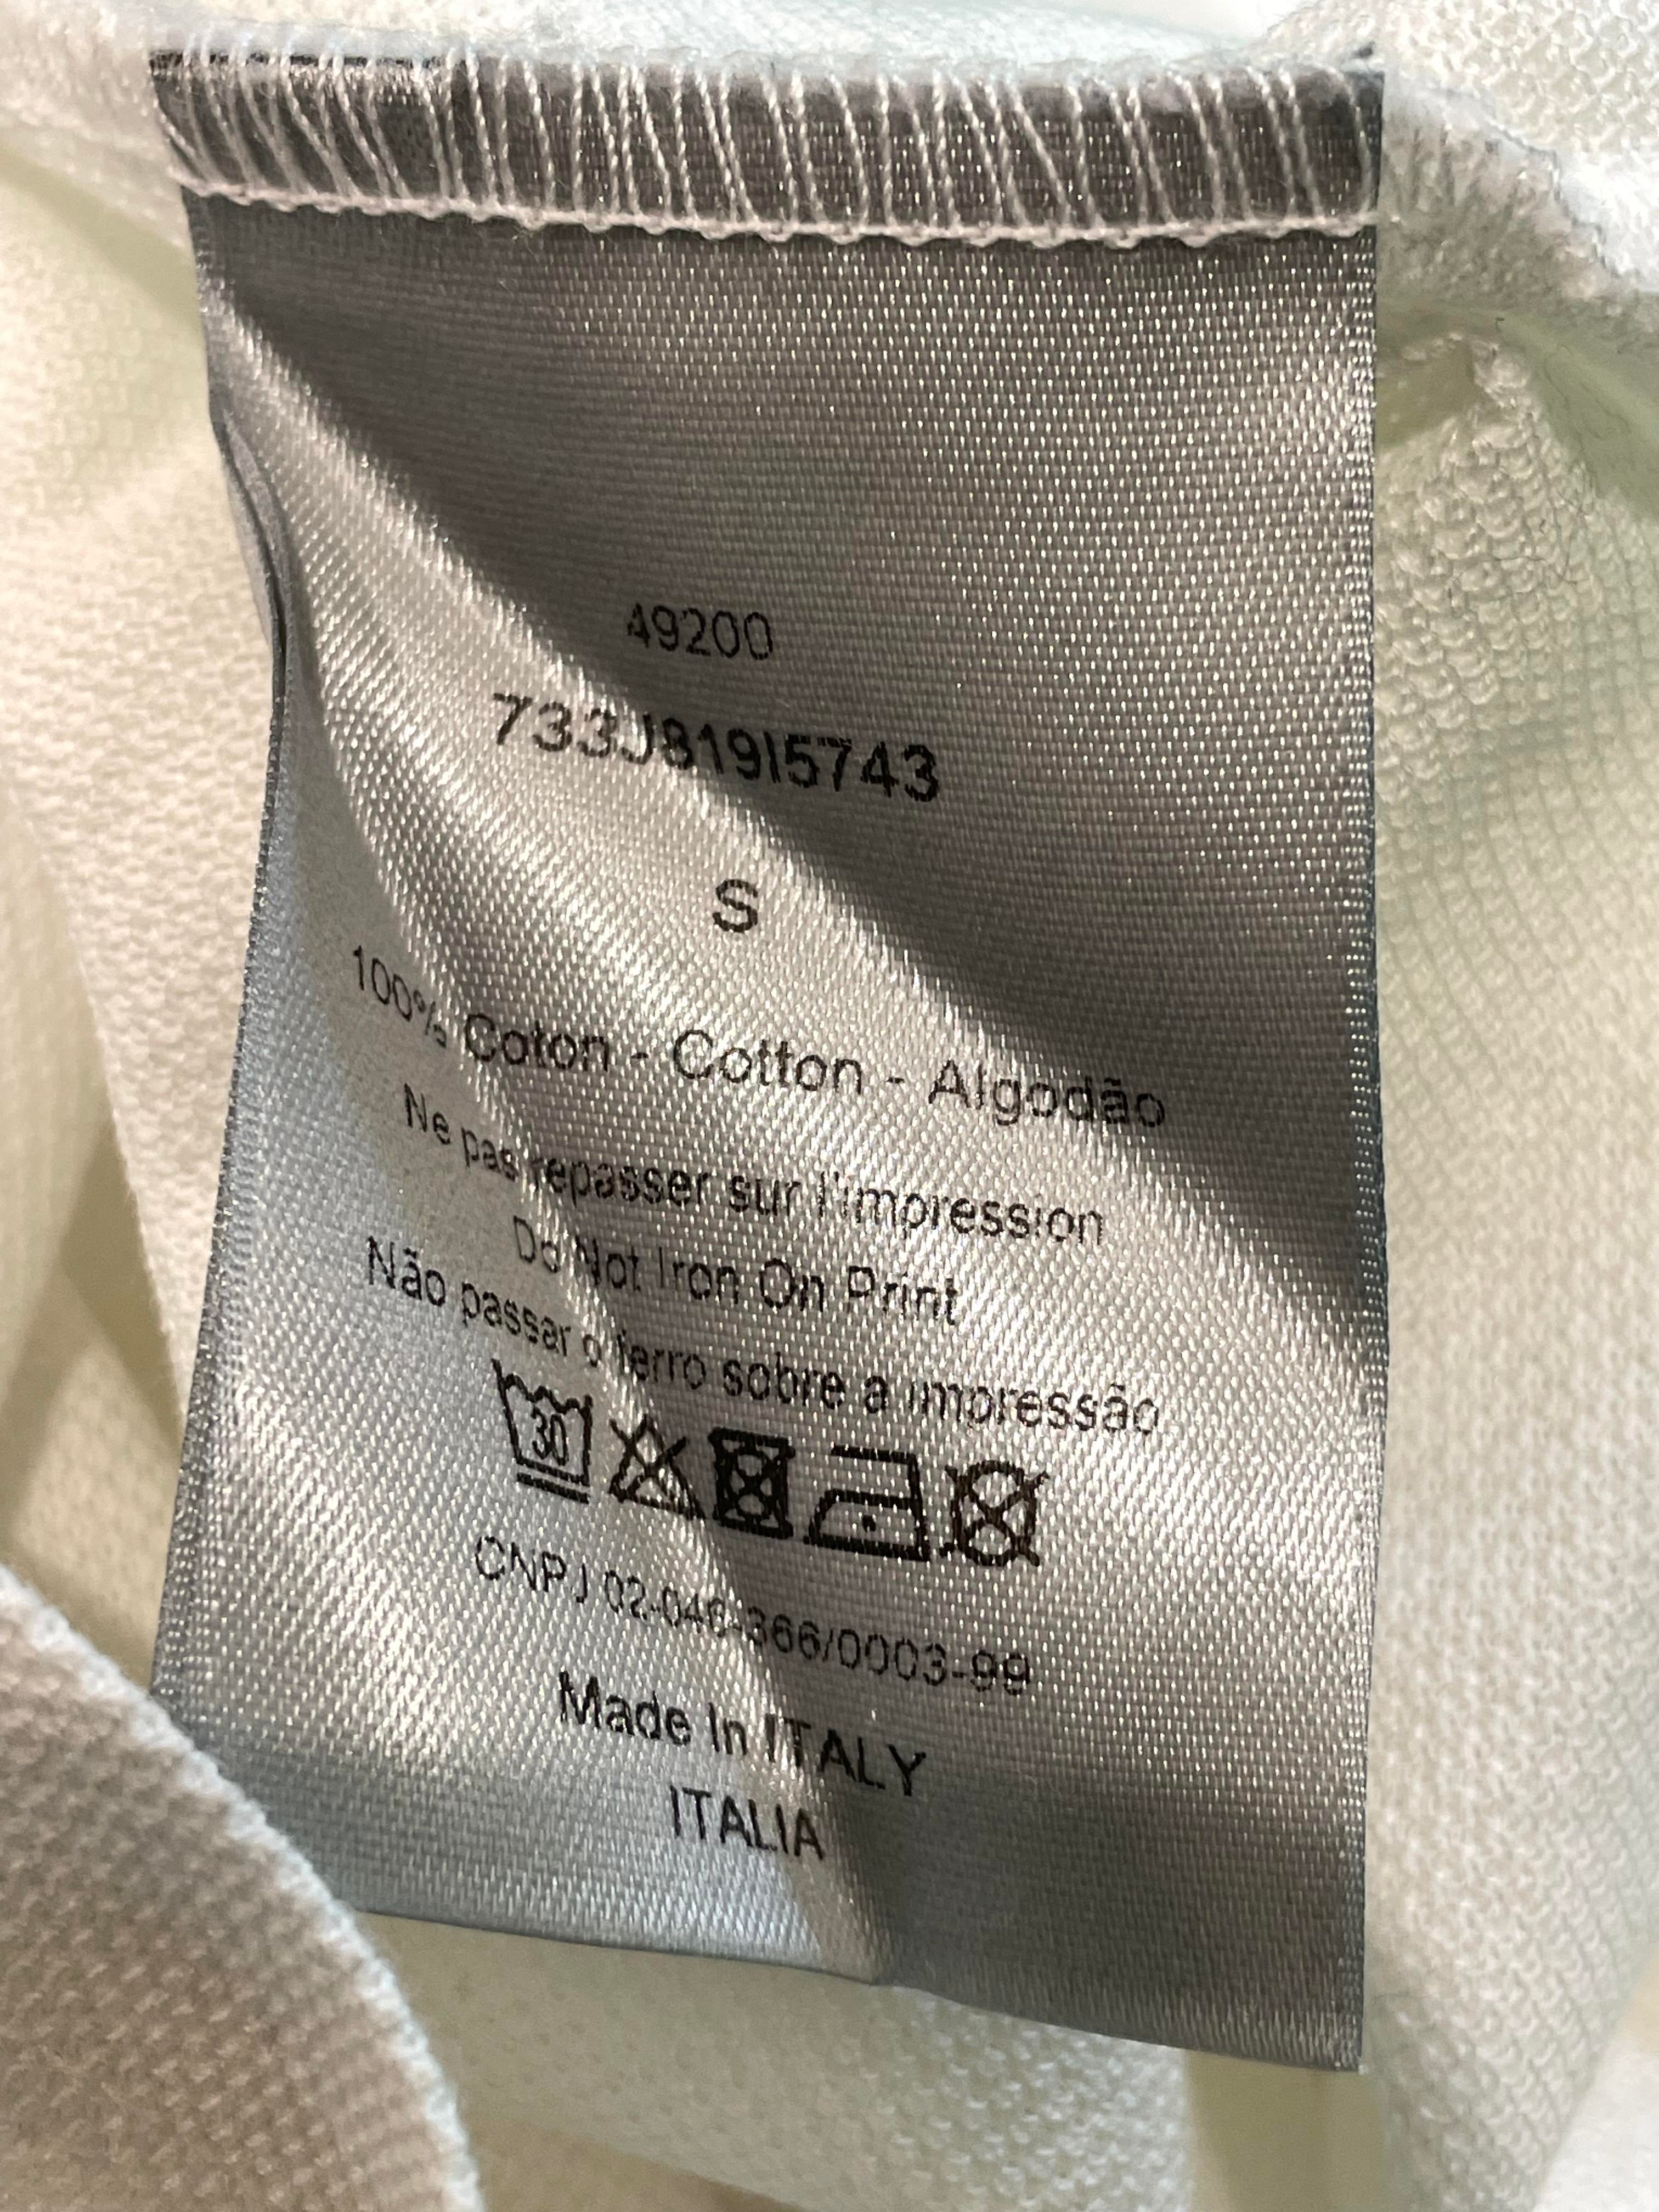 49200
733J819I5743
S
100% Coton - Cotton - Algodão
Ne pas repasser sur l'impression
Do Not Iron On Print
Não passar o ferro sobre a impressão
30
CNPJ 02-046-366/0003-99
Made In ITALY
ITALIA